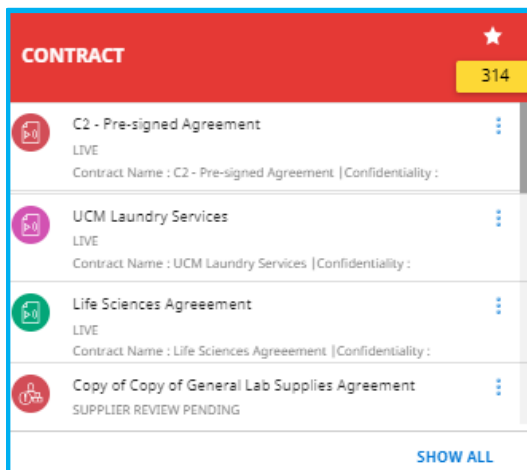 CONTRACT
314
C2 - Pre-signed Agreement
LIVE
Contract Name : C2 - Pre-signed Agreement |Confidentiality :
UCM Laundry Services
LIVE
Contract Name : UCM Laundry Services |Confidentiality :
Life Sciences Agreeement
LIVE
Contract Name : Life Sciences Agreeement |Confidentiality :
Copy of Copy of General Lab Supplies Agreement
SUPPLIER REVIEW PENDING
SHOW ALL